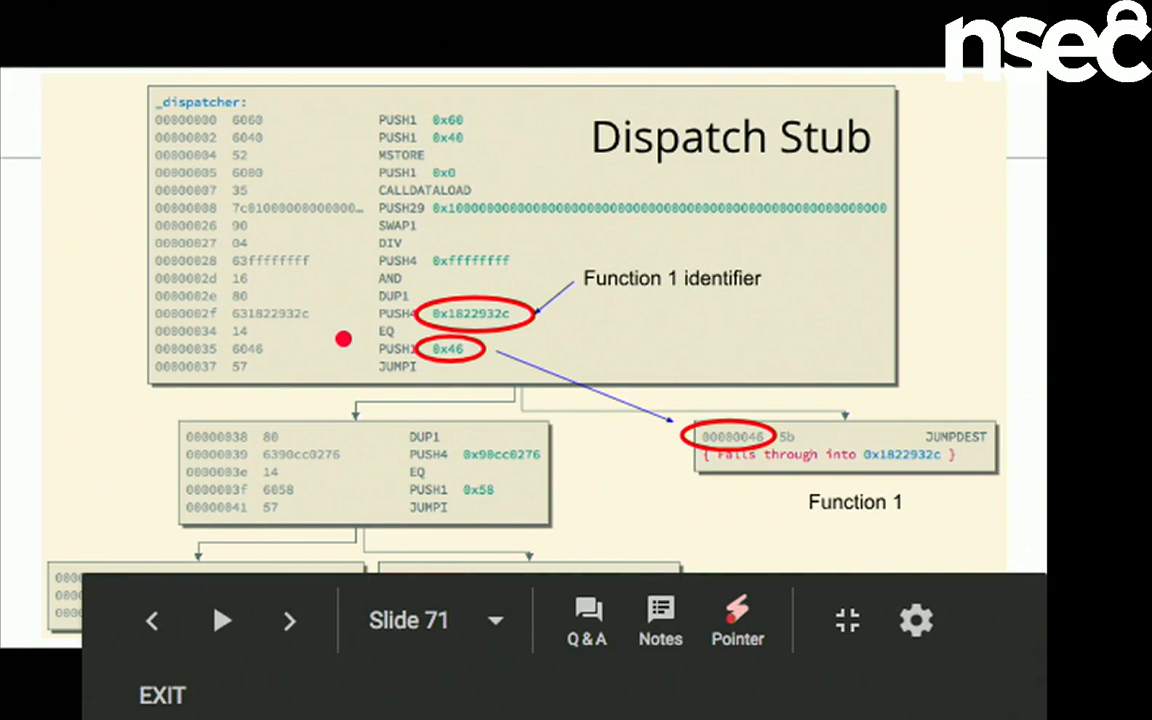 nsec
_dispatcher:
Dispatch Stub
00000000 6060 PUSH1 0x60
00000002 6040 PUSH1 0x40
00000004 52 MSTORE
00000005 6000 PUSH1 0x0
00000007 35 CALLDATALOAD
00000008 7c01000000000000… PUSH29
00000026 90 SWAP1
00000027 04 DIV
00000028 63ffffffff PUSH4 0xffffffff
0000002d 16 AND
0000002e 80 DUP1
0000002f 631822932c PUSH4 0x1822932c
00000034 14 EQ
00000035 6046 PUSH1 0x46
00000037 57 JUMPI
Function 1 identifier
00000038 80 DUP1
00000039 6390cc0276 PUSH4 0x90cc0276
0000003e 14 EQ
0000003f 6058 PUSH1 0x58
00000041 57 JUMPI
00000046 5b JUMPDEST
{ Falls through into 0x1822932c }
Function 1
Slide 71
Q & A
Notes
Pointer
EXIT